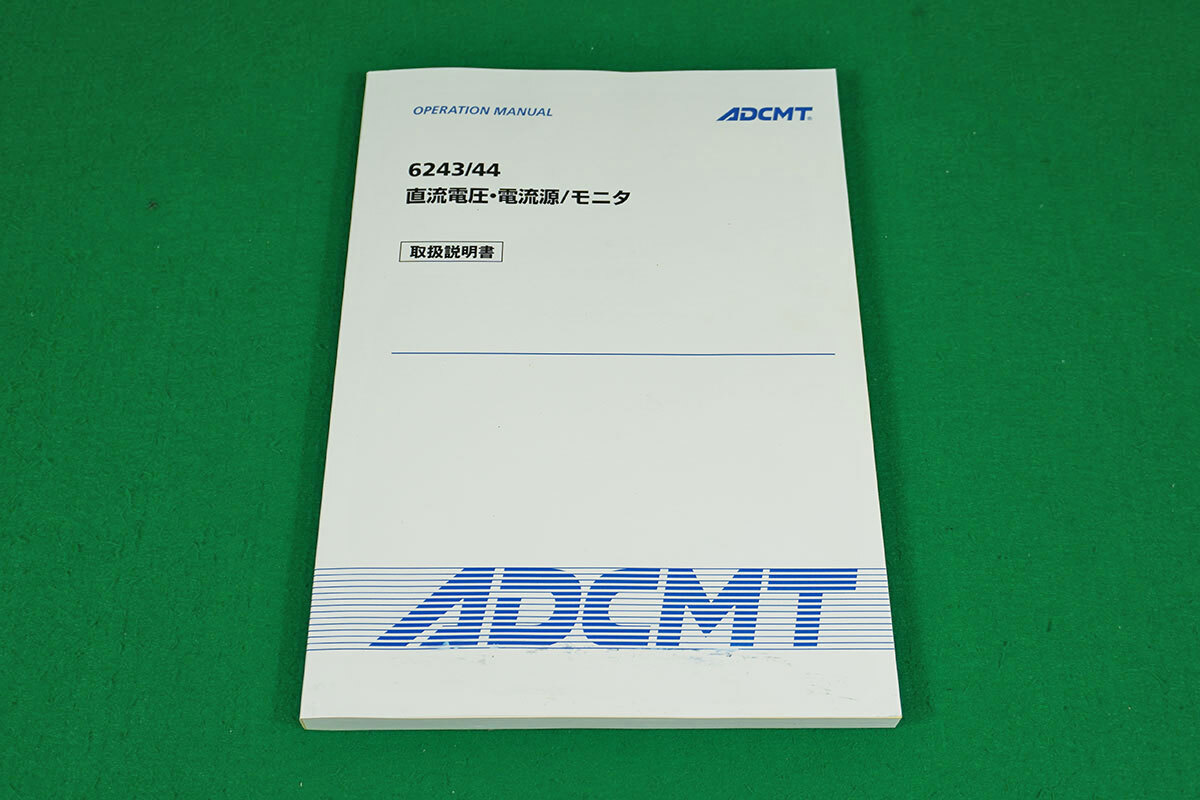 OPERATION MANUAL
ADCMT®
6243/44
直流電圧・電流源/モニタ
取扱説明書
ADCMT